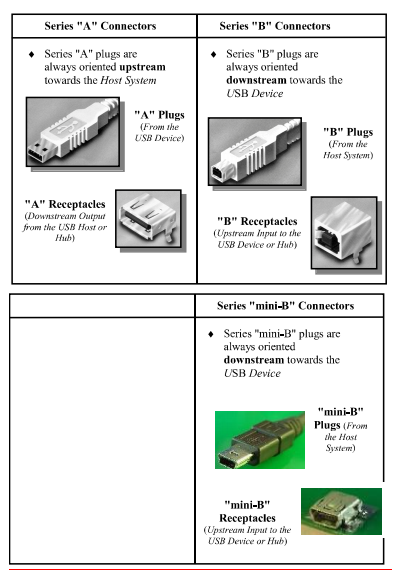 Series "A" Connectors
♦ Series "A" plugs are
always oriented upstream
towards the Host System
"A" Plugs
(From the
USB Device)
"A" Receptacles
(Downstream Output
from the USB Host or
Hub)
Series "B" Connectors
♦ Series "B" plugs are
always oriented
downstream towards the
USB Device
"B" Plugs
(From the
Host System)
"B" Receptacles
(Upstream Input to the
USB Device or Hub)
Series "mini-B" Connectors
♦ Series "mini-B" plugs are
always oriented
downstream towards the
USB Device
"mini-B"
Plugs (From
the Host
System)
"mini-B"
Receptacles
(Upstream Input to the
USB Device or Hub)